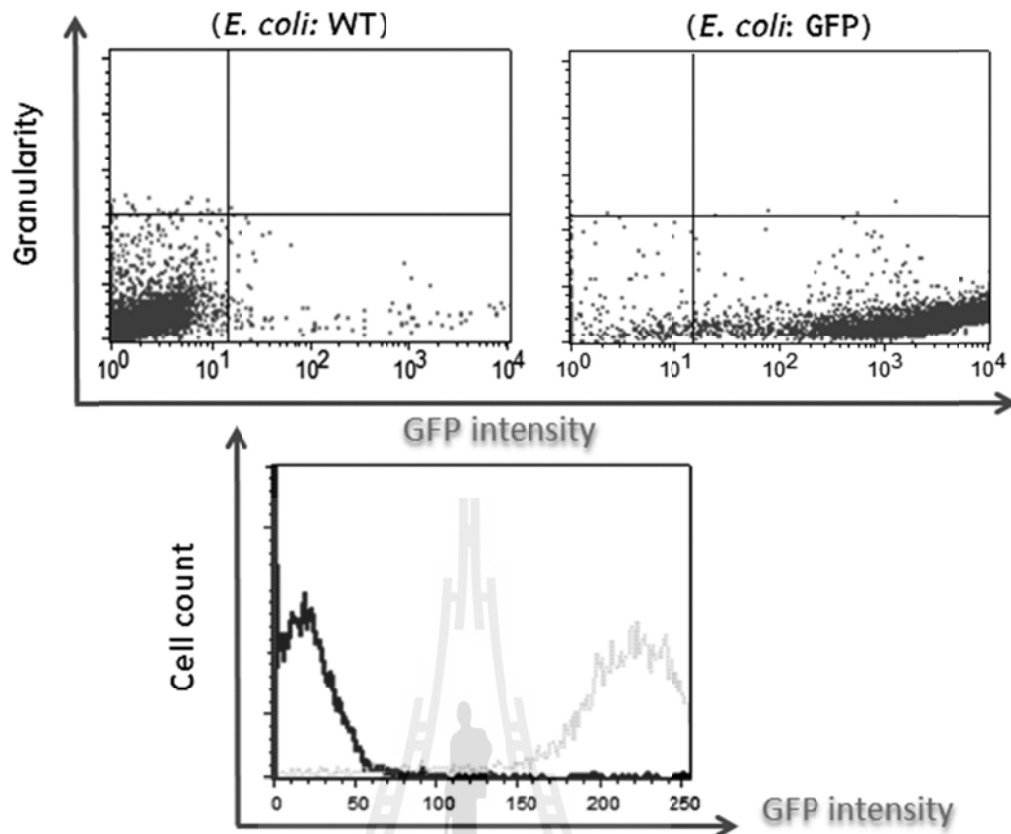 (E. coli: WT) (E. coli: GFP)
Granularity
10^0 10^1 10^2 10^3 10^4 10^0 10^1 10^2 10^3 10^4
GFP intensity
Cell count
0 50 100 150 200 250
GFP intensity